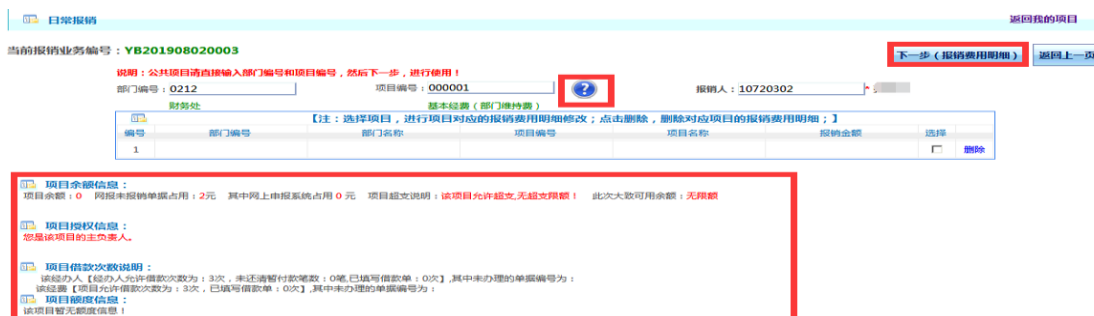 日常报销 返回我的项目
当前报销业务编号：YB201908020003
下一步（报销费用明细） 返回上一页
说明：公共项目请直接输入部门编号和项目编号，然后下一步，进行使用！
部门编号：0212 项目编号：000001 ? 报销人：10720302 *
财务处 基本经费（部门维持费）
【注：选择项目，进行项目对应的报销费用明细修改；点击删除，删除对应项目的报销费用明细；】
编号 部门编号 部门名称 项目编号 项目名称 报销金额 选择
1 删除
项目余额信息：
项目余额：0 网报未报销单据占用：2元 其中网上申报系统占用 0 元 项目超支说明：该项目允许超支,无超支限额！ 此次大致可用余额：无限额
项目授权信息：
您是该项目的主负责人。
项目借款次数说明：
该经办人【经办人允许借款次数为：3次，未还清暂付款笔数：0笔,已填写借款单：0次】,其中未办理的单据编号为：
该经费【项目允许借款次数为：3次，已填写借款单：0次】,其中未办理的单据编号为：
项目额度信息：
该项目暂无额度信息！